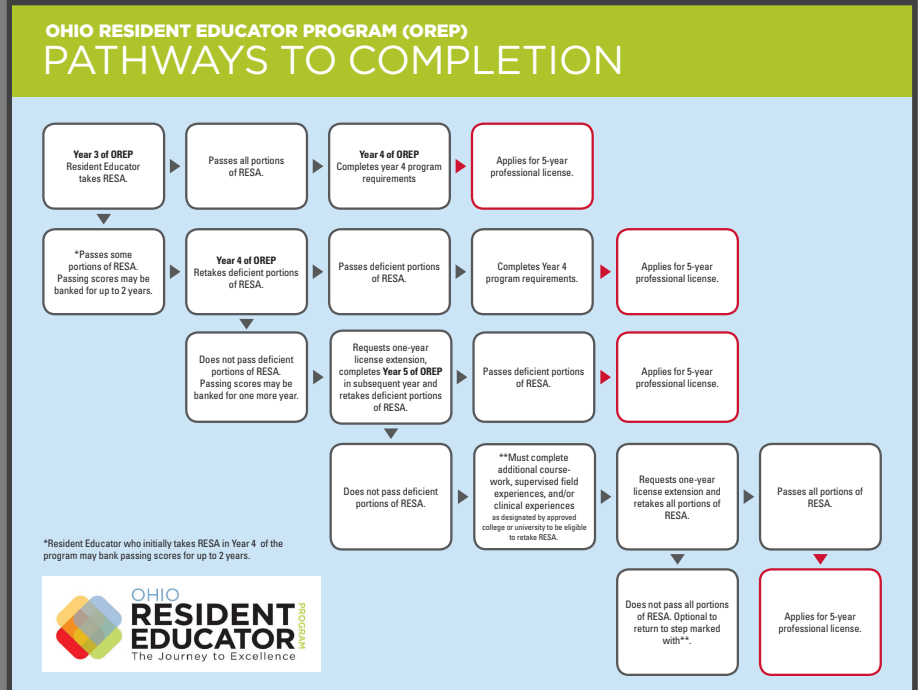 OHIO RESIDENT EDUCATOR PROGRAM (OREP)
PATHWAYS TO COMPLETION
Year 3 of OREP
Resident Educator
takes RESA.
Passes all portions
of RESA.
Year 4 of OREP
Completes year 4 program
requirements
Applies for 5-year
professional license.
*Passes some
portions of RESA.
Passing scores may be
banked for up to 2 years.
Year 4 of OREP
Retakes deficient portions
of RESA.
Passes deficient portions
of RESA.
Completes Year 4
program requirements.
Applies for 5-year
professional license.
Does not pass deficient
portions of RESA.
Passing scores may be
banked for one more year.
Requests one-year
license extension,
completes Year 5 of OREP
in subsequent year and
retakes deficient portions
of RESA.
Passes deficient portions
of RESA.
Applies for 5-year
professional license.
Does not pass deficient
portions of RESA.
**Must complete
additional course-
work, supervised field
experiences, and/or
clinical experiences
as designated by approved
college or university to be eligible
to retake RESA.
Requests one-year
license extension and
retakes all portions of
RESA.
Passes all portions of
RESA.
Does not pass all portions
of RESA. Optional to
return to step marked
with**.
Applies for 5-year
professional license.
*Resident Educator who initially takes RESA in Year 4 of the
program may bank passing scores for up to 2 years.
OHIO
RESIDENT
EDUCATOR
PROGRAM
The Journey to Excellence